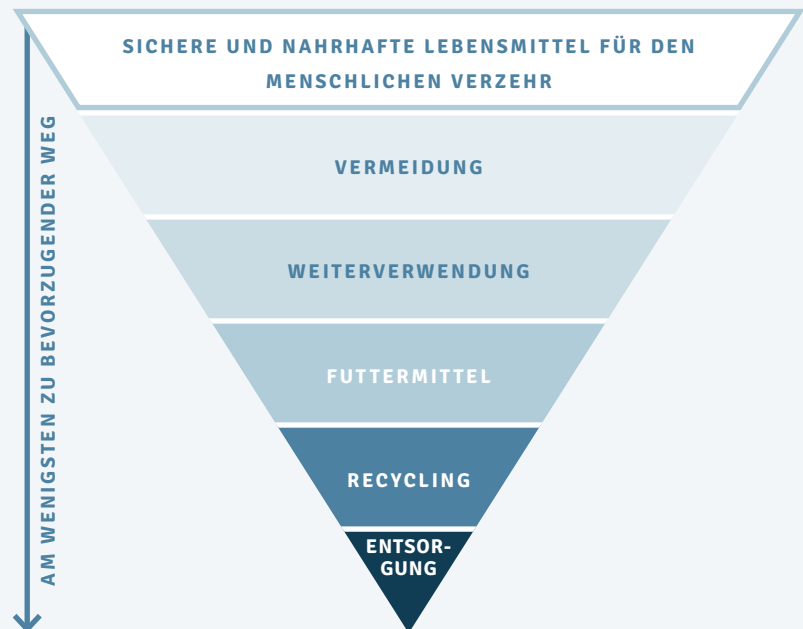 SICHERE UND NAHRHAFTE LEBENSMITTEL FÜR DEN
MENSCHLICHEN VERZEHR
VERMEIDUNG
WEITERVERWENDUNG
FUTTERMITTEL
RECYCLING
ENTSOR-
GUNG
AM WENIGSTEN ZU BEVORZUGENDER WEG